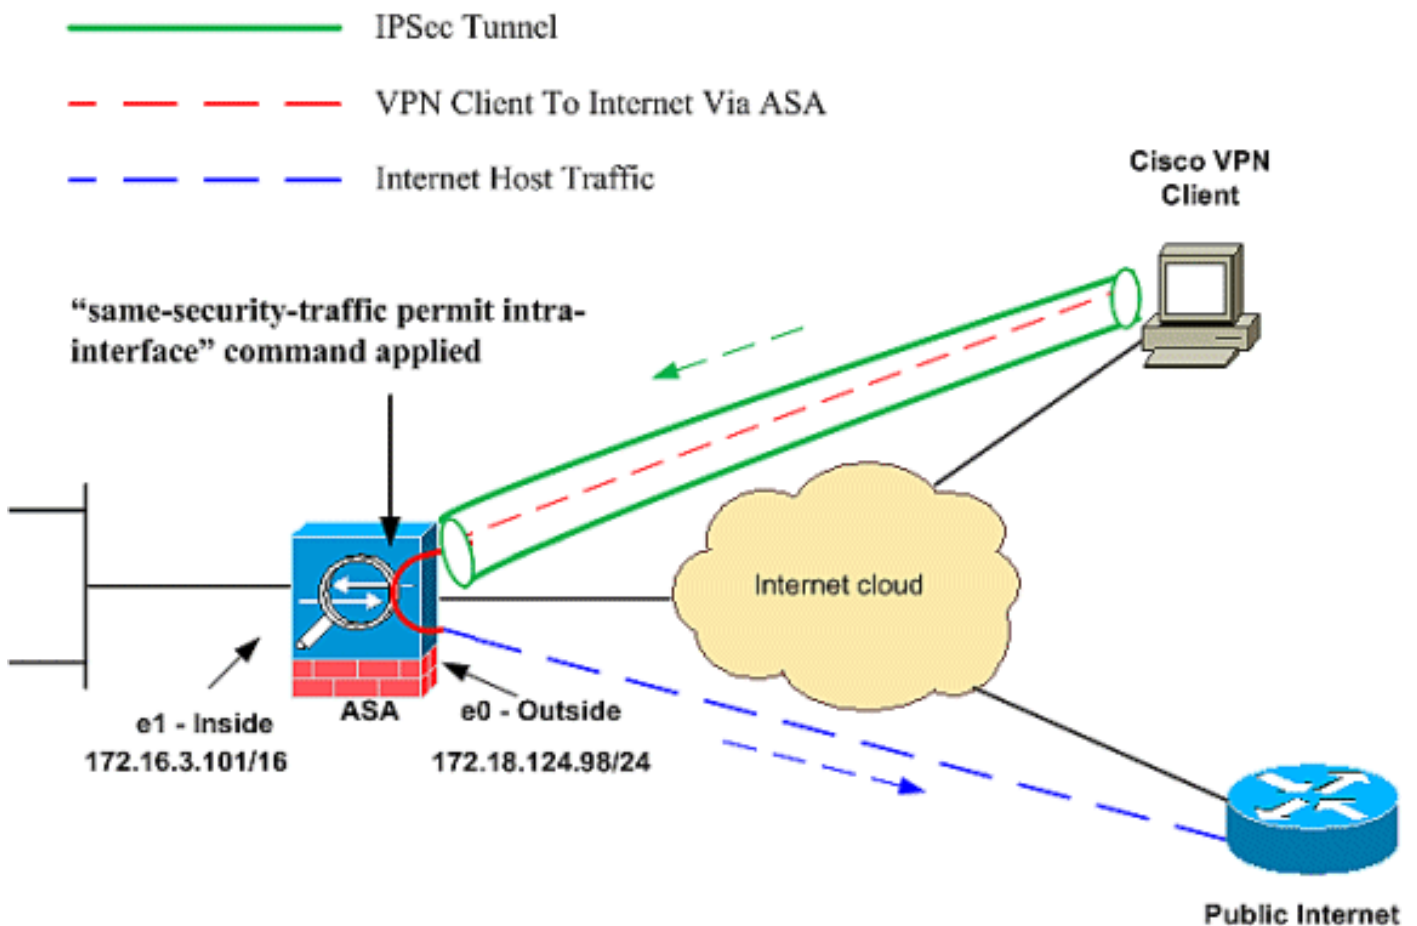 IPSec Tunnel
VPN Client To Internet Via ASA
Internet Host Traffic
Cisco VPN
Client
“same-security-traffic permit intra-
interface” command applied
Internet cloud
e1 - Inside
172.16.3.101/16
ASA
e0 - Outside
172.18.124.98/24
Public Internet